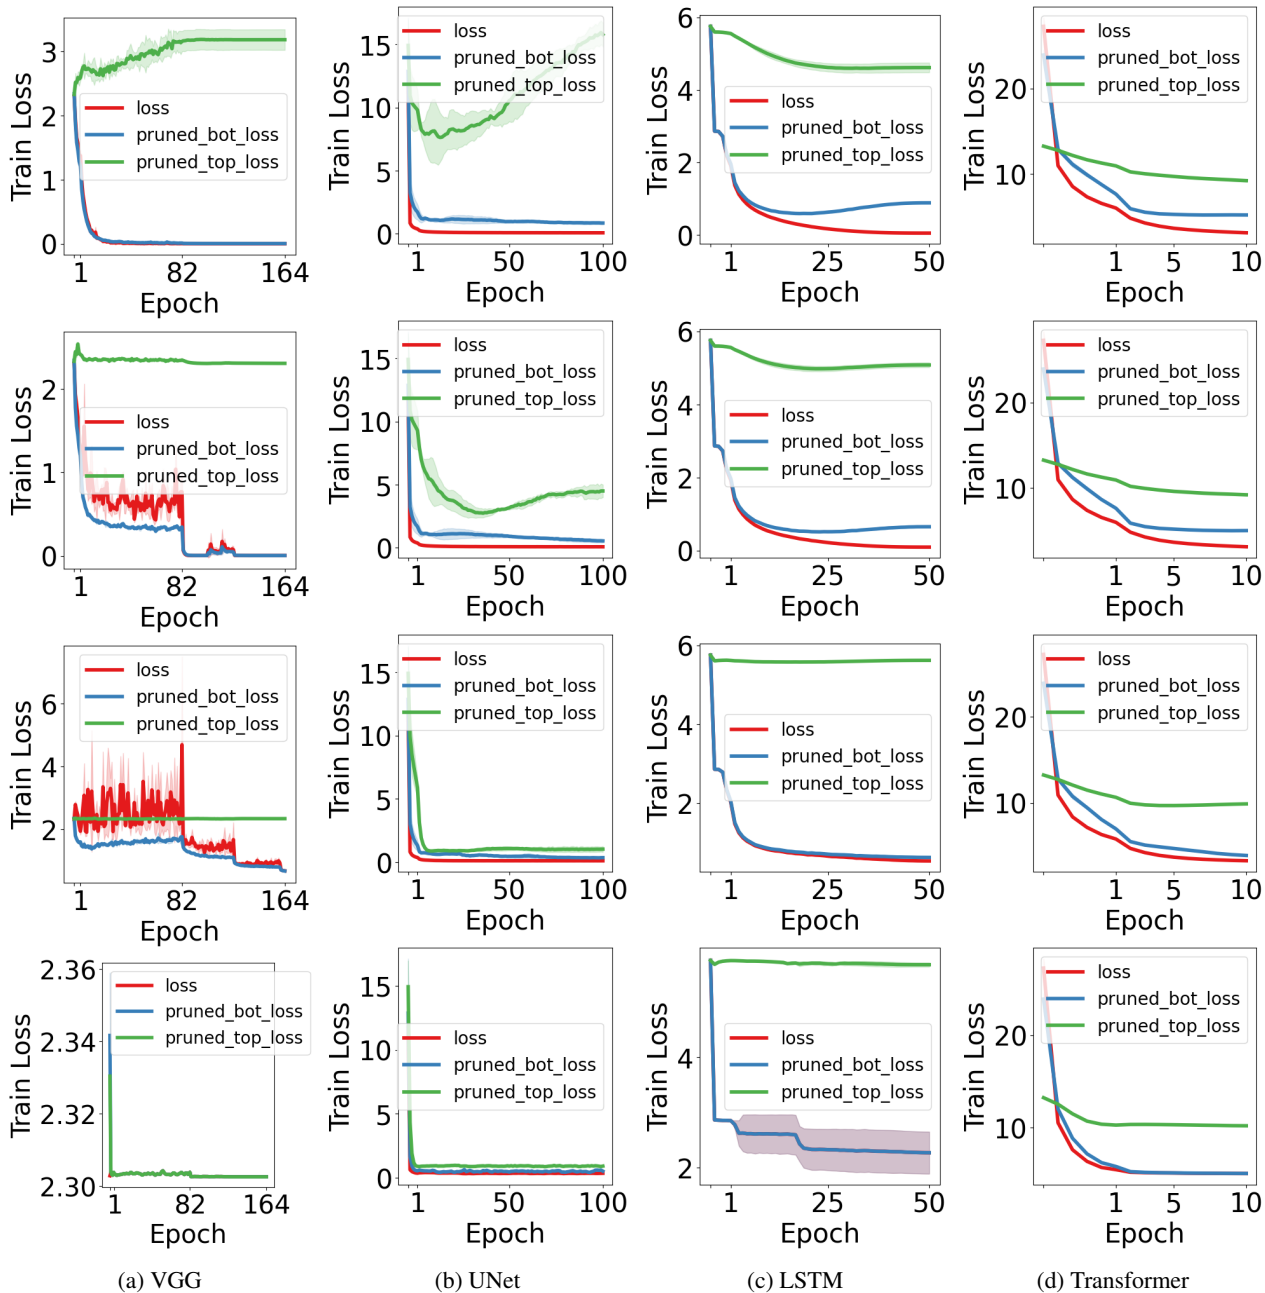 Train Loss
3
2
1
0
loss
pruned_bot_loss
pruned_top_loss
1 82 164
Epoch
Train Loss
15
10
5
0
loss
pruned_bot_loss
pruned_top_loss
1 50 100
Epoch
Train Loss
6
4
2
0
loss
pruned_bot_loss
pruned_top_loss
1 25 50
Epoch
Train Loss
20
10
loss
pruned_bot_loss
pruned_top_loss
1 5 10
Epoch
Train Loss
2
1
0
loss
pruned_bot_loss
pruned_top_loss
1 82 164
Epoch
Train Loss
15
10
5
0
loss
pruned_bot_loss
pruned_top_loss
1 50 100
Epoch
Train Loss
6
4
2
0
loss
pruned_bot_loss
pruned_top_loss
1 25 50
Epoch
Train Loss
20
10
loss
pruned_bot_loss
pruned_top_loss
1 5 10
Epoch
Train Loss
6
4
2
loss
pruned_bot_loss
pruned_top_loss
1 82 164
Epoch
Train Loss
15
10
5
0
loss
pruned_bot_loss
pruned_top_loss
1 50 100
Epoch
Train Loss
6
4
2
loss
pruned_bot_loss
pruned_top_loss
1 25 50
Epoch
Train Loss
20
10
loss
pruned_bot_loss
pruned_top_loss
1 5 10
Epoch
Train Loss
2.36
2.34
2.32
2.30
loss
pruned_bot_loss
pruned_top_loss
1 82 164
Epoch
Train Loss
15
10
5
0
loss
pruned_bot_loss
pruned_top_loss
1 50 100
Epoch
Train Loss
4
2
loss
pruned_bot_loss
pruned_top_loss
1 25 50
Epoch
Train Loss
20
10
loss
pruned_bot_loss
pruned_top_loss
1 5 10
Epoch
(a) VGG
(b) UNet
(c) LSTM
(d) Transformer